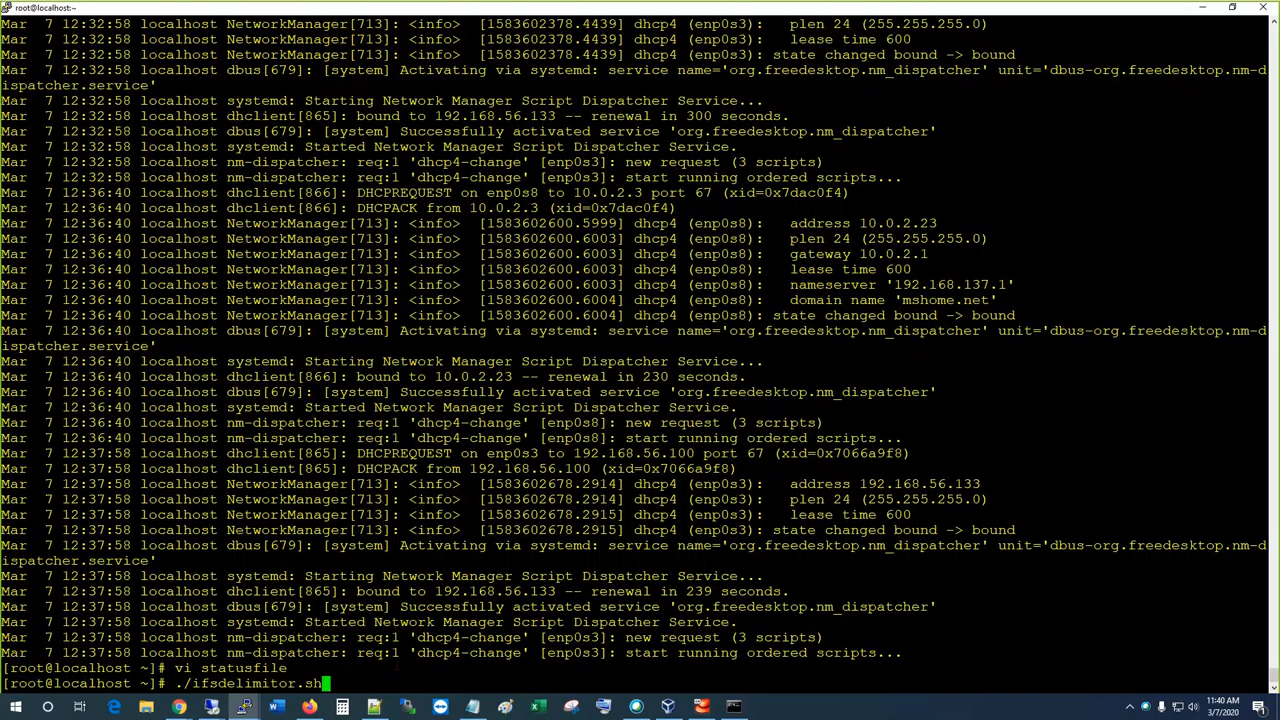 root@localhost:~
Mar  7 12:32:58 localhost NetworkManager[713]: <info>  [1583602378.4439] dhcp4 (enp0s3):   plen 24 (255.255.255.0)
Mar  7 12:32:58 localhost NetworkManager[713]: <info>  [1583602378.4439] dhcp4 (enp0s3):   lease time 600
Mar  7 12:32:58 localhost NetworkManager[713]: <info>  [1583602378.4439] dhcp4 (enp0s3): state changed bound -> bound
Mar  7 12:32:58 localhost dbus[679]: [system] Activating via systemd: service name='org.freedesktop.nm_dispatcher' unit='dbus-org.freedesktop.nm-d
ispatcher.service'
Mar  7 12:32:58 localhost systemd: Starting Network Manager Script Dispatcher Service...
Mar  7 12:32:58 localhost dhclient[865]: bound to 192.168.56.133 -- renewal in 300 seconds.
Mar  7 12:32:58 localhost dbus[679]: [system] Successfully activated service 'org.freedesktop.nm_dispatcher'
Mar  7 12:32:58 localhost systemd: Started Network Manager Script Dispatcher Service.
Mar  7 12:32:58 localhost nm-dispatcher: req:1 'dhcp4-change' [enp0s3]: new request (3 scripts)
Mar  7 12:32:58 localhost nm-dispatcher: req:1 'dhcp4-change' [enp0s3]: start running ordered scripts...
Mar  7 12:36:40 localhost dhclient[866]: DHCPREQUEST on enp0s8 to 10.0.2.3 port 67 (xid=0x7dac0f4)
Mar  7 12:36:40 localhost dhclient[866]: DHCPACK from 10.0.2.3 (xid=0x7dac0f4)
Mar  7 12:36:40 localhost NetworkManager[713]: <info>  [1583602600.5999] dhcp4 (enp0s8):   address 10.0.2.23
Mar  7 12:36:40 localhost NetworkManager[713]: <info>  [1583602600.6003] dhcp4 (enp0s8):   plen 24 (255.255.255.0)
Mar  7 12:36:40 localhost NetworkManager[713]: <info>  [1583602600.6003] dhcp4 (enp0s8):   gateway 10.0.2.1
Mar  7 12:36:40 localhost NetworkManager[713]: <info>  [1583602600.6003] dhcp4 (enp0s8):   lease time 600
Mar  7 12:36:40 localhost NetworkManager[713]: <info>  [1583602600.6003] dhcp4 (enp0s8):   nameserver '192.168.137.1'
Mar  7 12:36:40 localhost NetworkManager[713]: <info>  [1583602600.6004] dhcp4 (enp0s8):   domain name 'mshome.net'
Mar  7 12:36:40 localhost NetworkManager[713]: <info>  [1583602600.6004] dhcp4 (enp0s8): state changed bound -> bound
Mar  7 12:36:40 localhost dbus[679]: [system] Activating via systemd: service name='org.freedesktop.nm_dispatcher' unit='dbus-org.freedesktop.nm-d
ispatcher.service'
Mar  7 12:36:40 localhost systemd: Starting Network Manager Script Dispatcher Service...
Mar  7 12:36:40 localhost dhclient[866]: bound to 10.0.2.23 -- renewal in 230 seconds.
Mar  7 12:36:40 localhost dbus[679]: [system] Successfully activated service 'org.freedesktop.nm_dispatcher'
Mar  7 12:36:40 localhost systemd: Started Network Manager Script Dispatcher Service.
Mar  7 12:36:40 localhost nm-dispatcher: req:1 'dhcp4-change' [enp0s8]: new request (3 scripts)
Mar  7 12:36:40 localhost nm-dispatcher: req:1 'dhcp4-change' [enp0s8]: start running ordered scripts...
Mar  7 12:37:58 localhost dhclient[865]: DHCPREQUEST on enp0s3 to 192.168.56.100 port 67 (xid=0x7066a9f8)
Mar  7 12:37:58 localhost dhclient[865]: DHCPACK from 192.168.56.100 (xid=0x7066a9f8)
Mar  7 12:37:58 localhost NetworkManager[713]: <info>  [1583602678.2914] dhcp4 (enp0s3):   address 192.168.56.133
Mar  7 12:37:58 localhost NetworkManager[713]: <info>  [1583602678.2914] dhcp4 (enp0s3):   plen 24 (255.255.255.0)
Mar  7 12:37:58 localhost NetworkManager[713]: <info>  [1583602678.2915] dhcp4 (enp0s3):   lease time 600
Mar  7 12:37:58 localhost NetworkManager[713]: <info>  [1583602678.2915] dhcp4 (enp0s3): state changed bound -> bound
Mar  7 12:37:58 localhost dbus[679]: [system] Activating via systemd: service name='org.freedesktop.nm_dispatcher' unit='dbus-org.freedesktop.nm-d
ispatcher.service'
Mar  7 12:37:58 localhost systemd: Starting Network Manager Script Dispatcher Service...
Mar  7 12:37:58 localhost dhclient[865]: bound to 192.168.56.133 -- renewal in 239 seconds.
Mar  7 12:37:58 localhost dbus[679]: [system] Successfully activated service 'org.freedesktop.nm_dispatcher'
Mar  7 12:37:58 localhost systemd: Started Network Manager Script Dispatcher Service.
Mar  7 12:37:58 localhost nm-dispatcher: req:1 'dhcp4-change' [enp0s3]: new request (3 scripts)
Mar  7 12:37:58 localhost nm-dispatcher: req:1 'dhcp4-change' [enp0s3]: start running ordered scripts...
[root@localhost ~]# vi statusfile
[root@localhost ~]# ./ifsdelimitor.sh
11:40 AM
3/7/2020